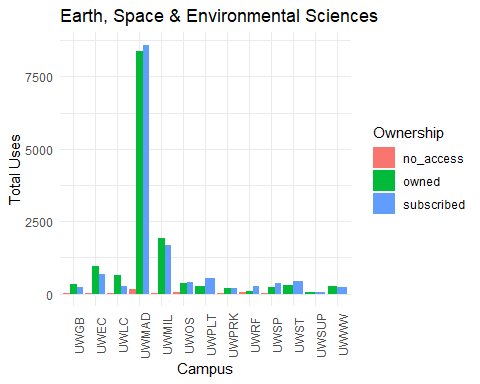 Earth, Space & Environmental Sciences
Total Uses
7500
5000
2500
0
UWGB
UWEC
UWLC
UWMAD
UWMIL
UWOS
UWPLT
UWPRK
UWRF
UWSP
UWST
UWSUP
UWWW
Campus
Ownership
no_access
owned
subscribed